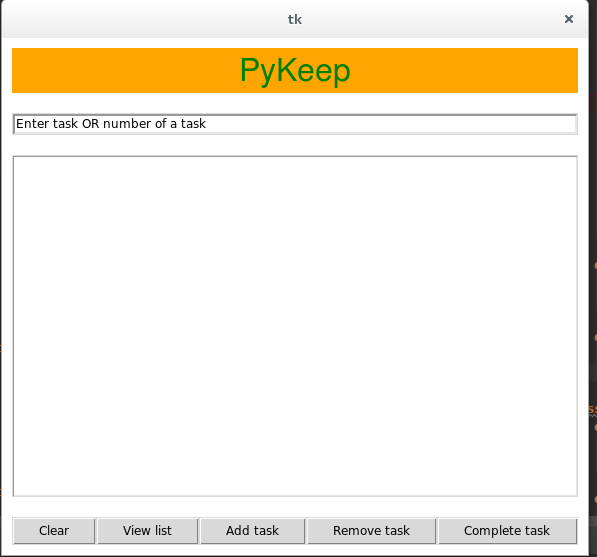 tk
PyKeep
Enter task OR number of a task
Clear View list Add task Remove task Complete task